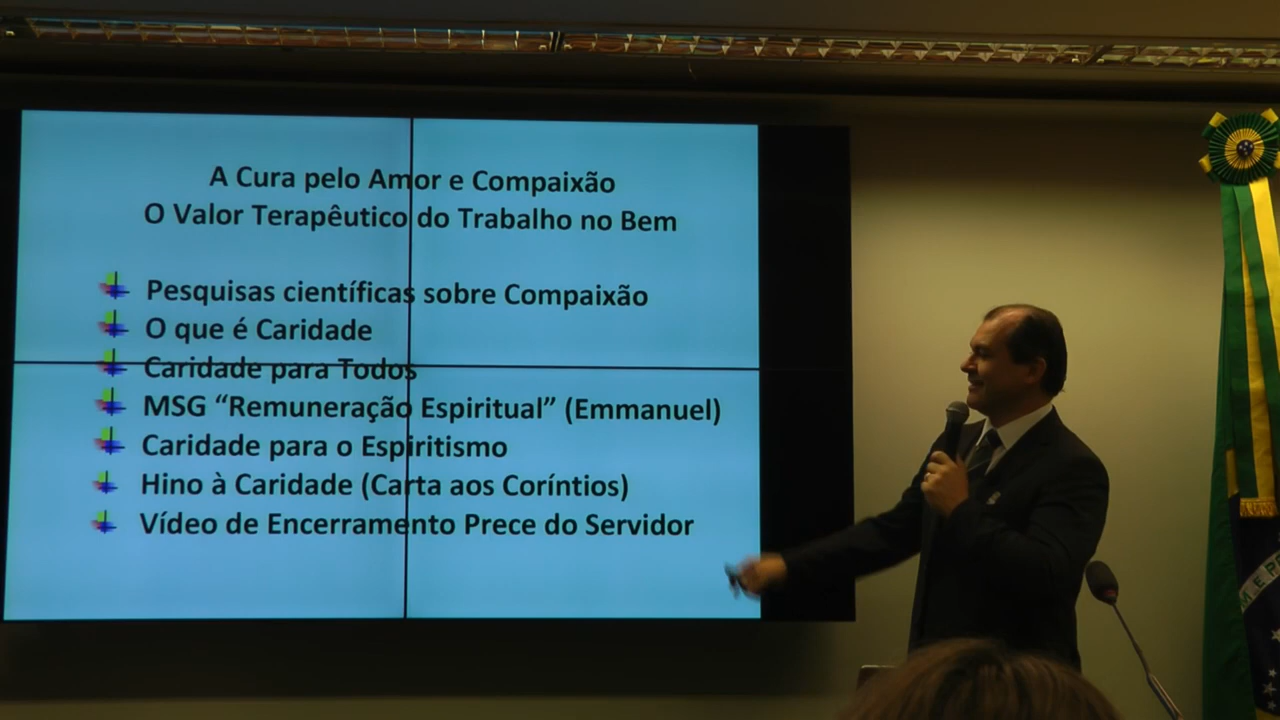 A Cura pelo Amor e Compaixão
O Valor Terapêutico do Trabalho no Bem
Pesquisas científicas sobre Compaixão
O que é Caridade
Caridade para Todos
MSG “Remuneração Espiritual” (Emmanuel)
Caridade para o Espiritismo
Hino à Caridade (Carta aos Coríntios)
Vídeo de Encerramento Prece do Servidor